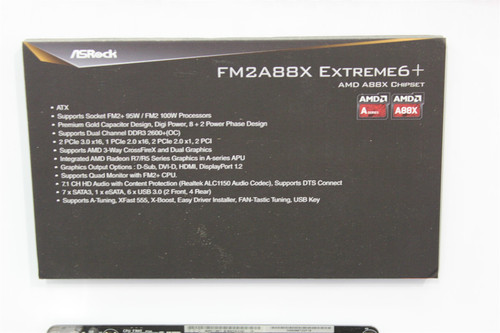 ASRock
FM2A88X EXTREME6+
AMD A88X CHIPSET
AMD
A SERIES
AMD
A88X
• ATX
• Supports Socket FM2+ 95W / FM2 100W Processors
• Premium Gold Capacitor Design, Digi Power, 8 + 2 Power Phase Design
• Supports Dual Channel DDR3 2600+(OC)
• 2 PCIe 3.0 x16, 1 PCIe 2.0 x16, 2 PCIe 2.0 x1, 2 PCI
• Supports AMD 3-Way CrossFireX and Dual Graphics
• Integrated AMD Radeon R7/R5 Series Graphics in A-series APU
• Graphics Output Options : D-Sub, DVI-D, HDMI, DisplayPort 1.2
• Supports Quad Monitor with FM2+ CPU.
• 7.1 CH HD Audio with Content Protection (Realtek ALC1150 Audio Codec), Supports DTS Connect
• 7 x SATA3, 1 x eSATA, 6 x USB 3.0 (2 Front, 4 Rear)
• Supports A-Tuning, XFast 555, X-Boost, Easy Driver Installer, FAN-Tastic Tuning, USB Key